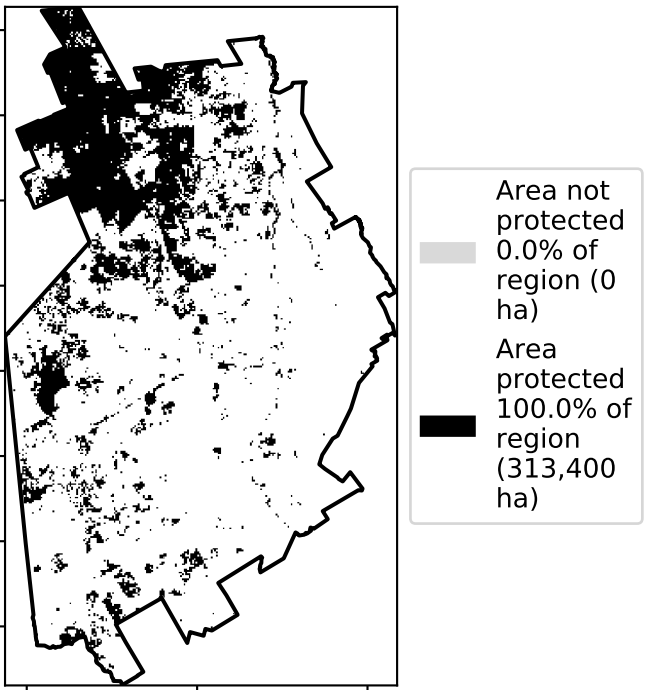 Area not
protected
0.0% of
region (0
ha)
Area
protected
100.0% of
region
(313,400
ha)